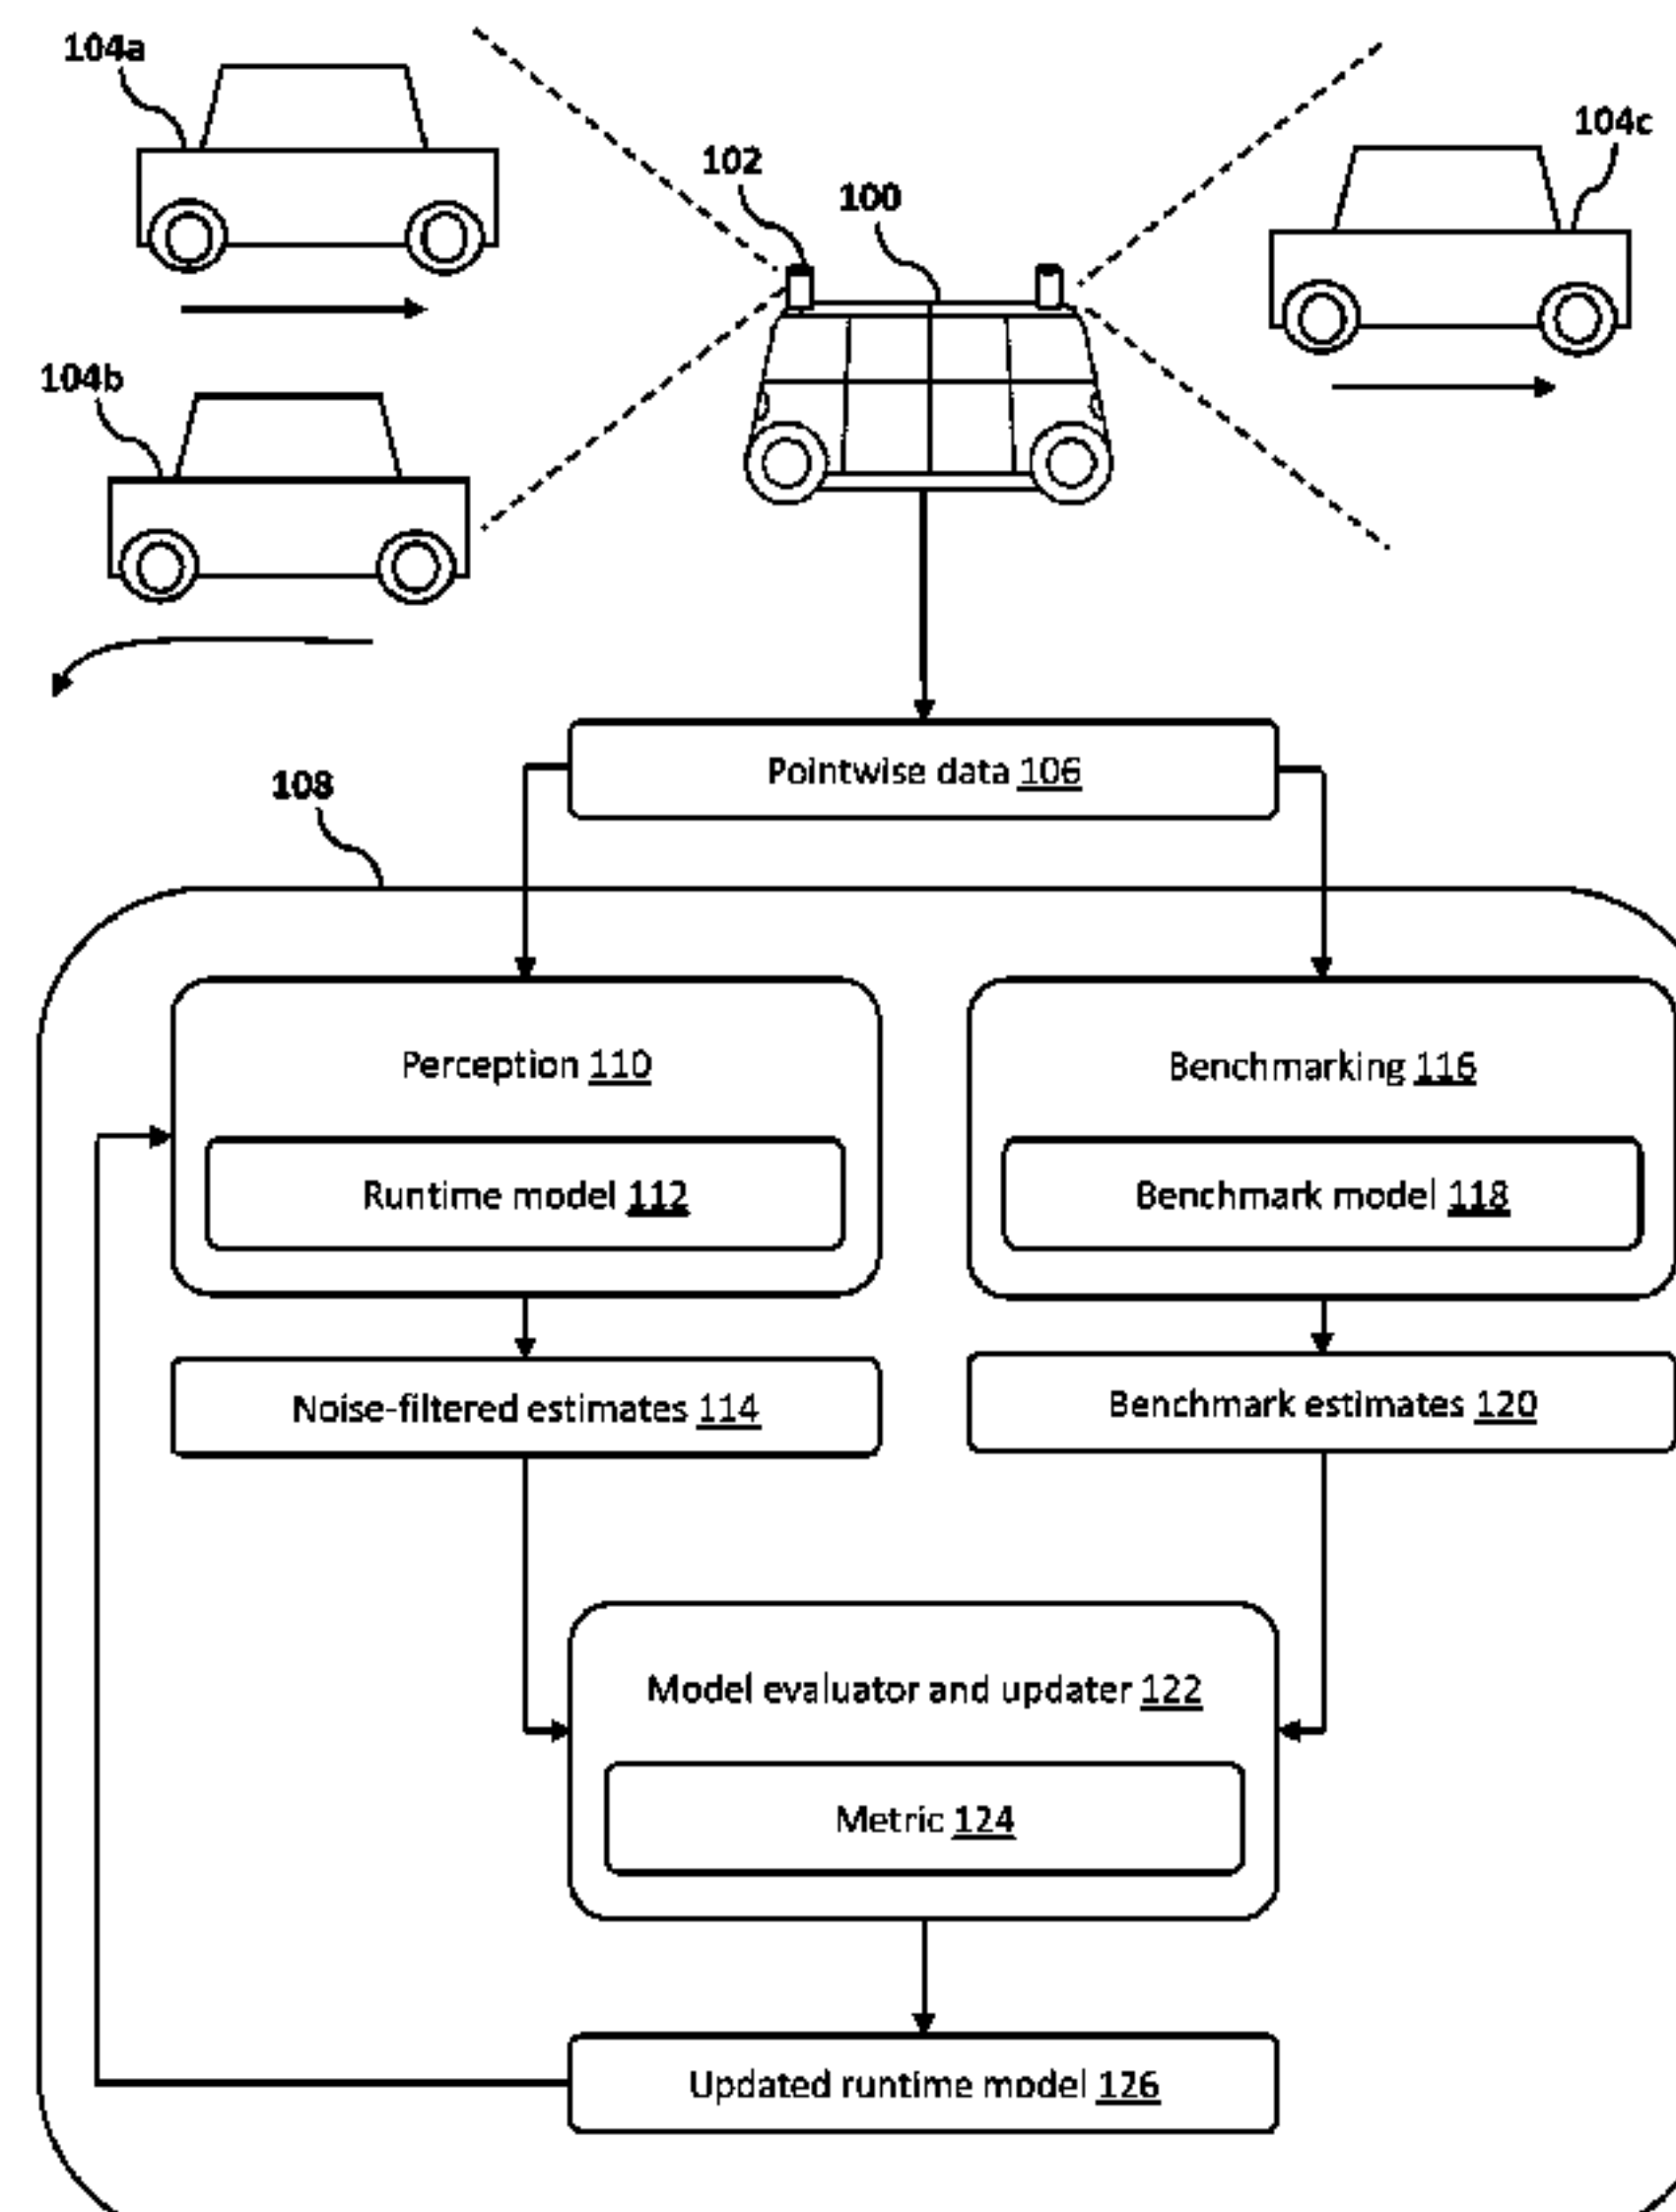 104a
104c
102
100
104b
Pointwise data 106
108
Perception 110
Benchmarking 116
Runtime model 112
Benchmark model 118
Noise-filtered estimates 114
Benchmark estimates 120
Model evaluator and updater 122
Metric 124
Updated runtime model 126